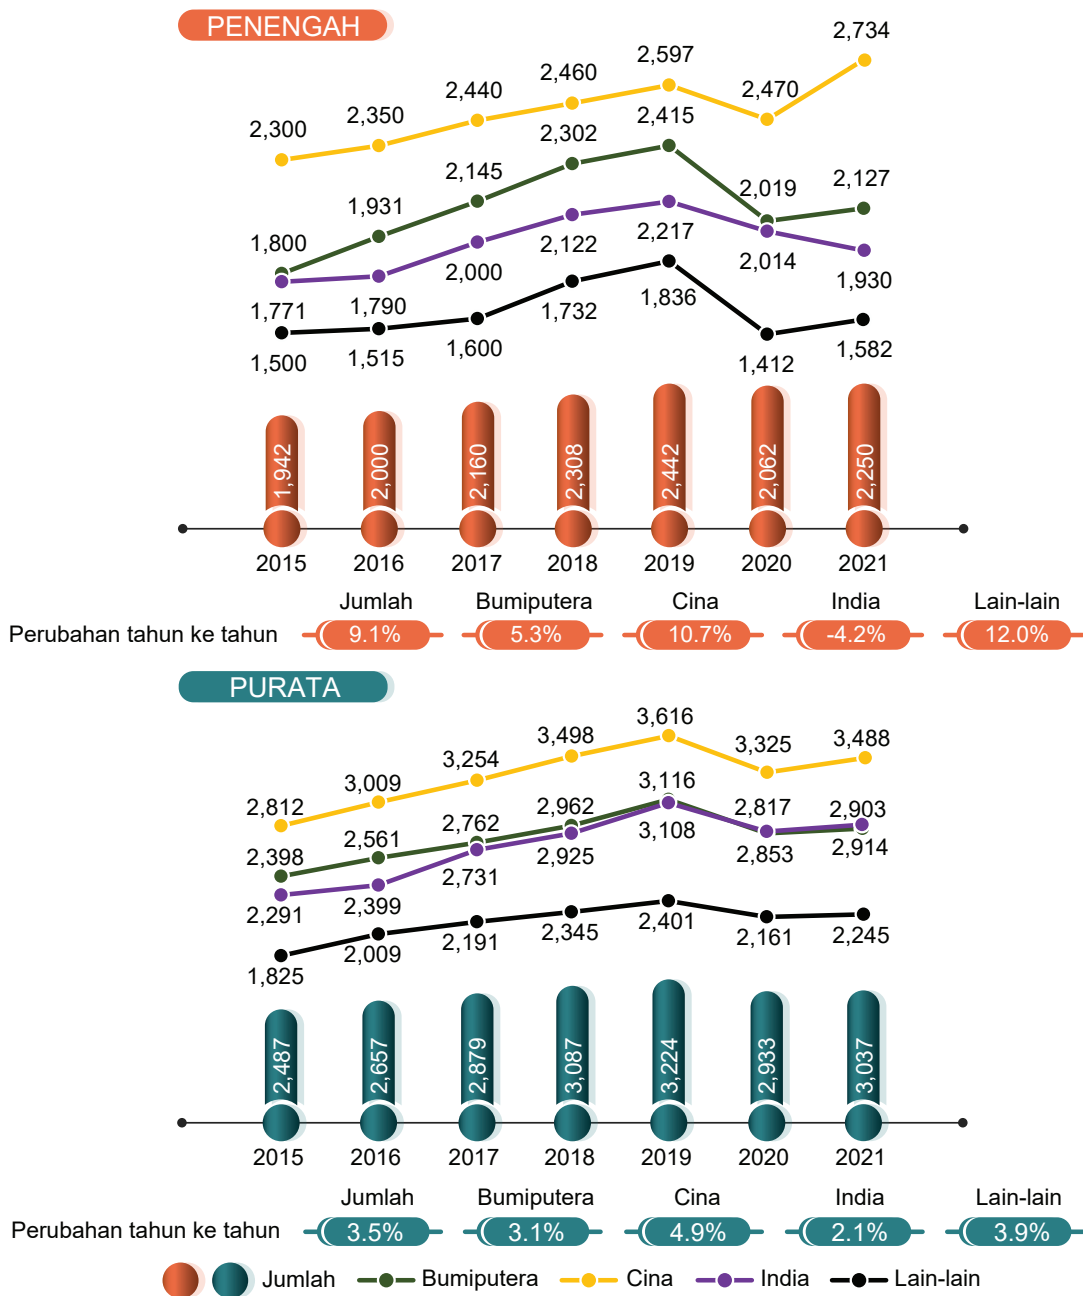 PENENGAH
2,300 2,350 2,440 2,460 2,597 2,470 2,734
1,800 1,931 2,145 2,302 2,415 2,019 2,127
1,771 1,790 2,000 2,122 2,217 2,014 1,930
1,500 1,515 1,600 1,732 1,836 1,412 1,582
1,942 2,000 2,160 2,308 2,442 2,062 2,250
2015 2016 2017 2018 2019 2020 2021
Jumlah Bumiputera Cina India Lain-lain
Perubahan tahun ke tahun 9.1% 5.3% 10.7% -4.2% 12.0%
PURATA
2,812 3,009 3,254 3,498 3,616 3,325 3,488
2,398 2,561 2,762 2,962 3,116 2,817 2,903
2,291 2,399 2,731 2,925 3,108 2,853 2,914
1,825 2,009 2,191 2,345 2,401 2,161 2,245
2,487 2,657 2,879 3,087 3,224 2,933 3,037
2015 2016 2017 2018 2019 2020 2021
Jumlah Bumiputera Cina India Lain-lain
Perubahan tahun ke tahun 3.5% 3.1% 4.9% 2.1% 3.9%
Jumlah Bumiputera Cina India Lain-lain